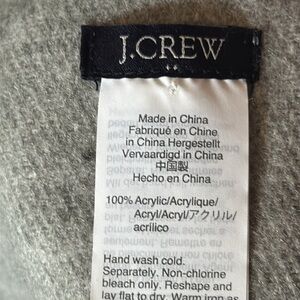 J.CREW
Made in China
Fabriqué en Chine
in China Hergestellt
Vervaardigd in China
中国製
Hecho en China
100% Acrylic/Acrylique/
Acryl/Acryl/アクリル/
acrílico
Hand wash cold.
Separately. Non-chlorine
bleach only. Reshape and
lay flat to dry. Warm iron as